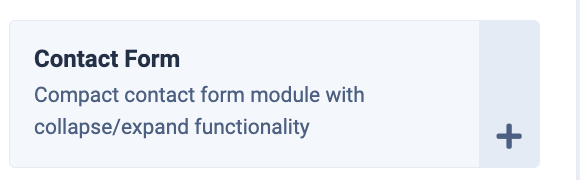 Contact Form
Compact contact form module with
collapse/expand functionality